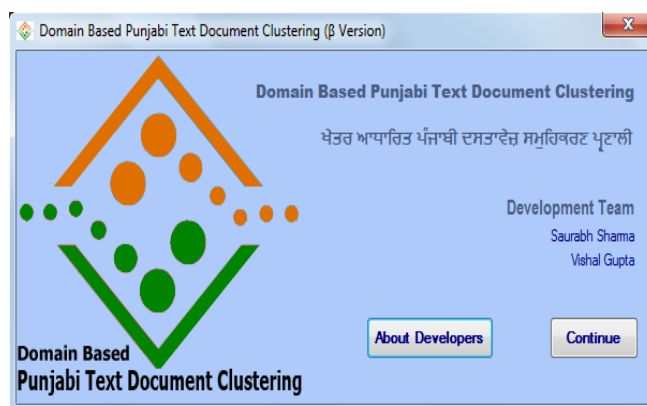 Domain Based Punjabi Text Document Clustering (β Version)
Domain Based Punjabi Text Document Clustering
ਖੇਤਰ ਆਧਾਰਿਤ ਪੰਜਾਬੀ ਦਸਤਾਵੇਜ਼ ਸਮੂਹਿਕਰਣ ਪ੍ਰਣਾਲੀ
Development Team
Saurabh Sharma
Vishal Gupta
About Developers
Continue
Domain Based
Punjabi Text Document Clustering